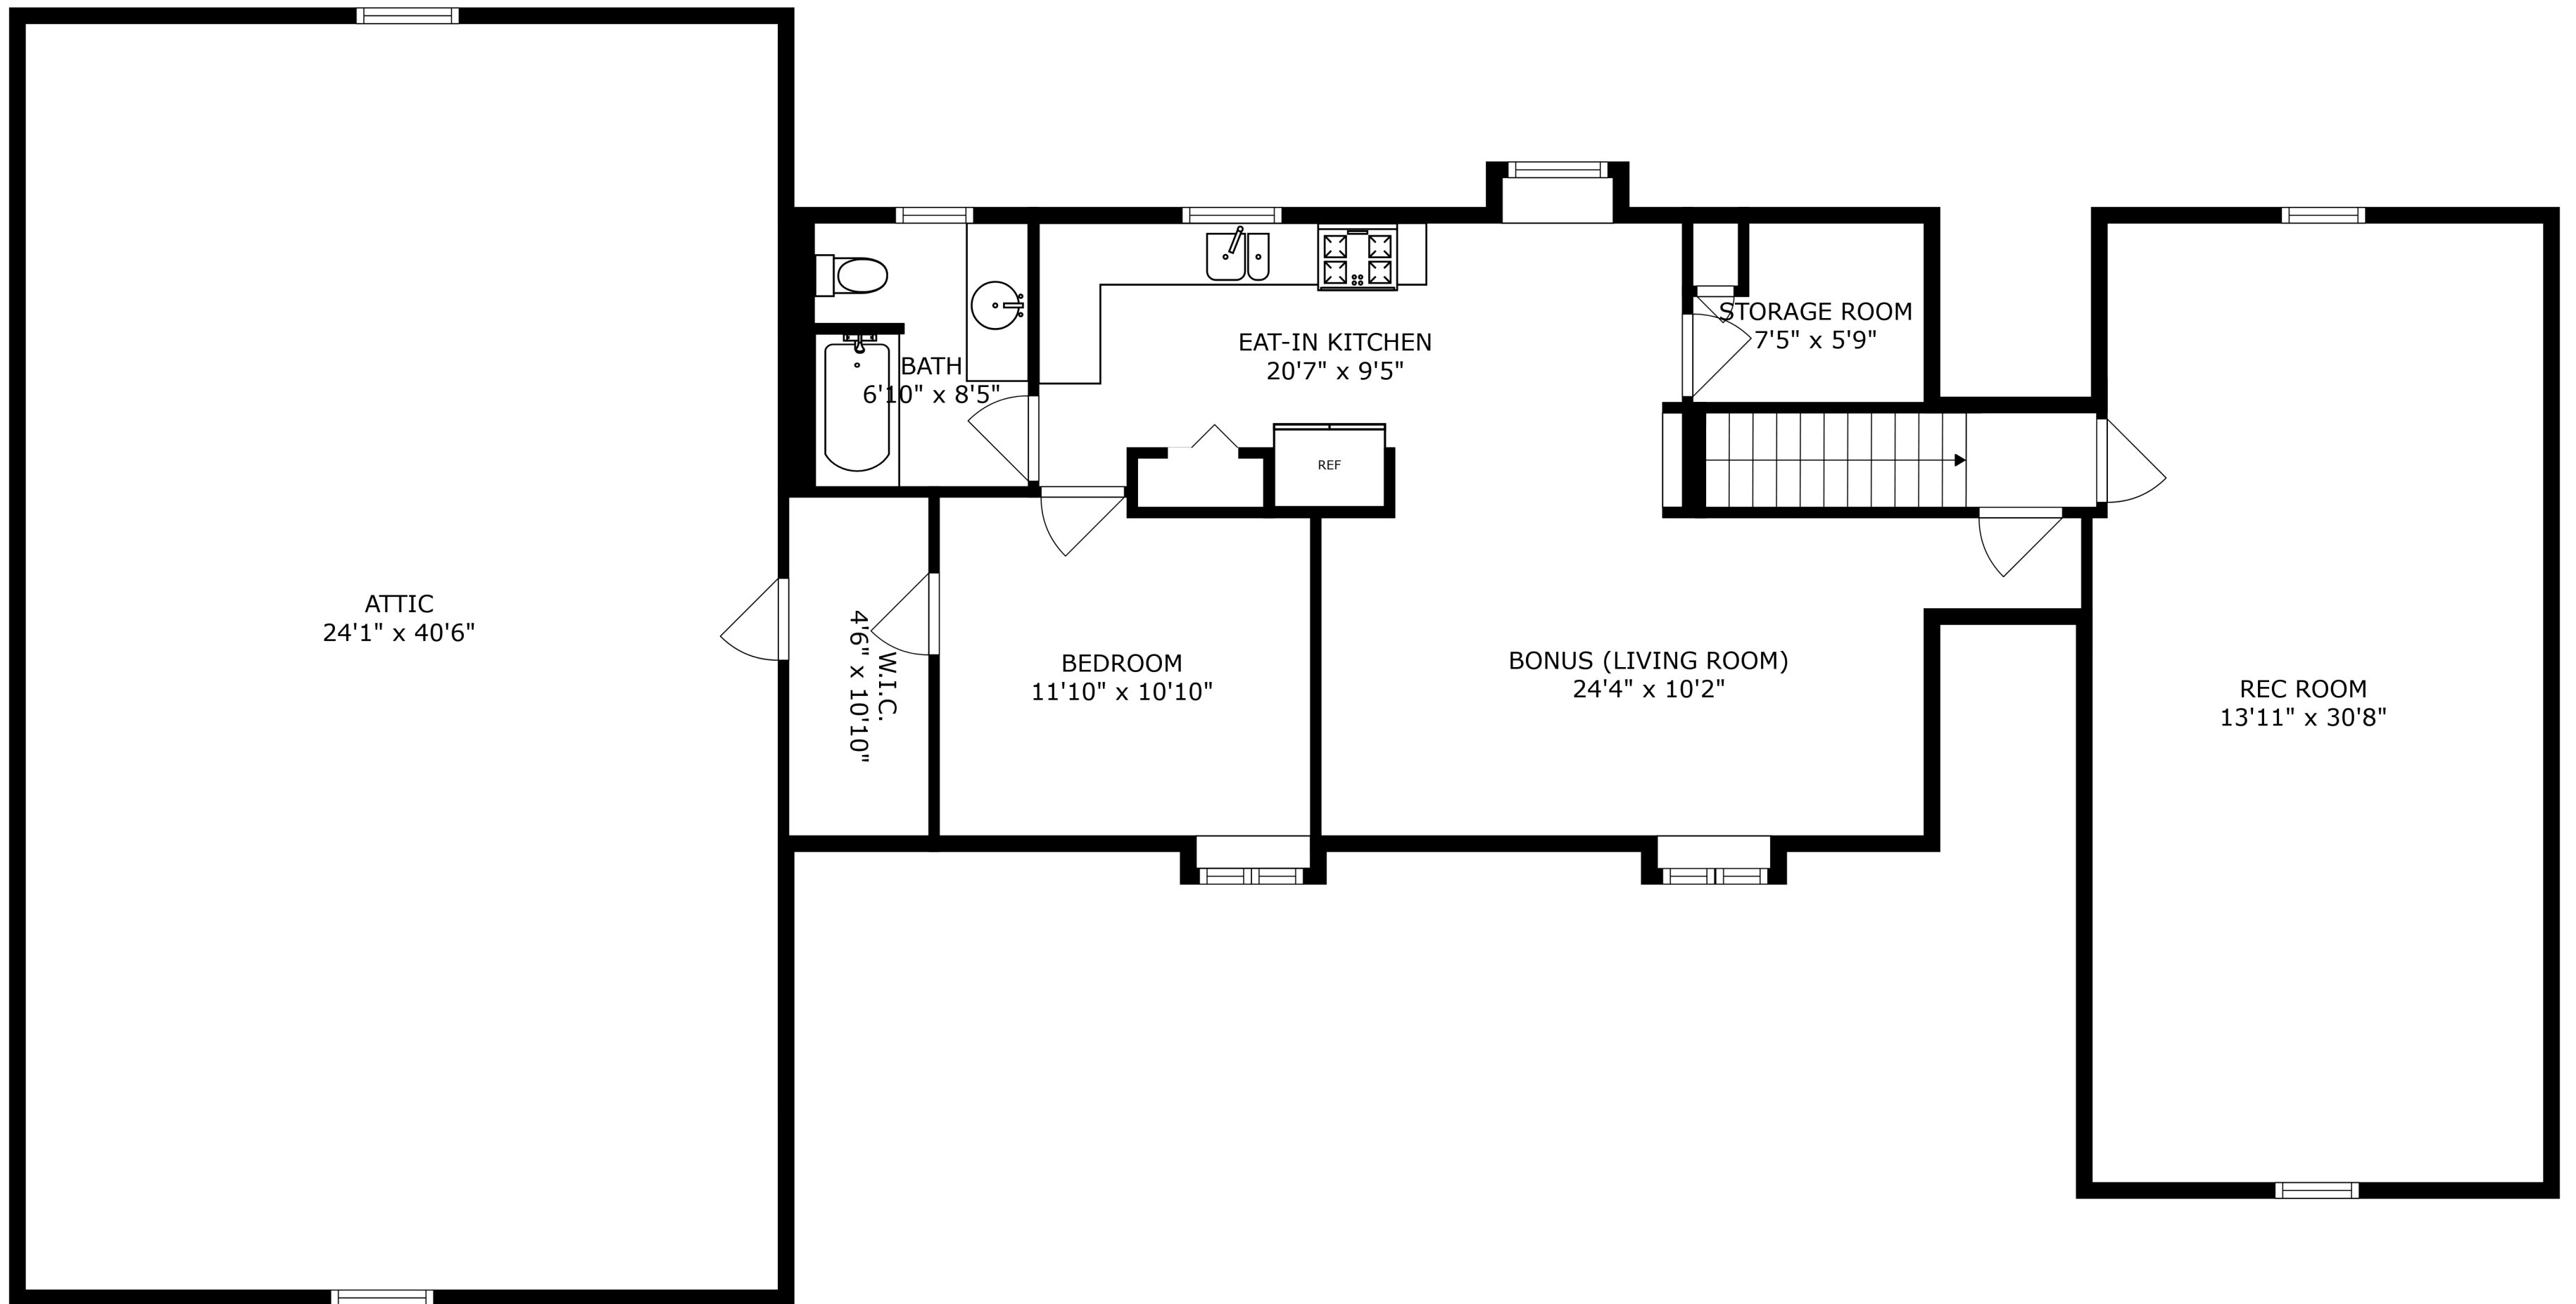 STORAGE ROOM
7'5" x 5'9"
EAT-IN KITCHEN
20'7" x 9'5"
BATH
6'10" x 8'5"
REF
ATTIC
24'1" x 40'6"
W.I.C.
4'6" x 10'10"
BEDROOM
11'10" x 10'10"
BONUS (LIVING ROOM)
24'4" x 10'2"
REC ROOM
13'11" x 30'8"